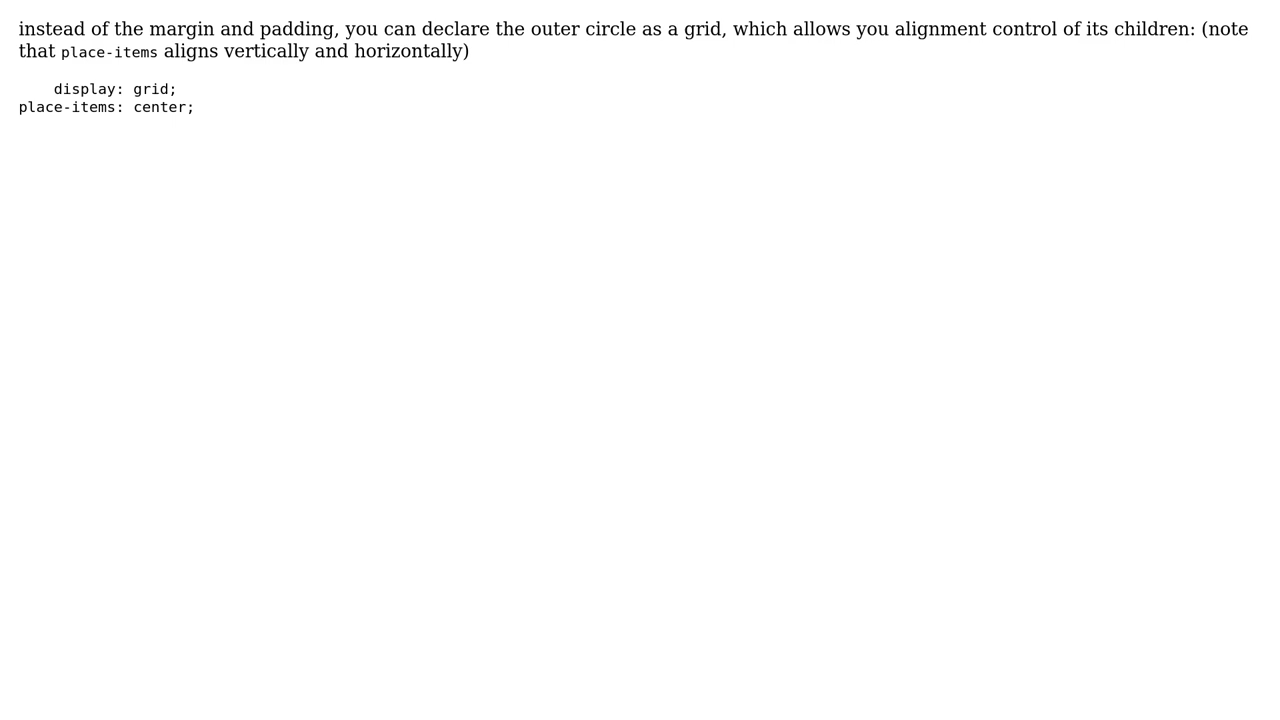 instead of the margin and padding, you can declare the outer circle as a grid, which allows you alignment control of its children: (note
that place-items aligns vertically and horizontally)
    display: grid;
place-items: center;